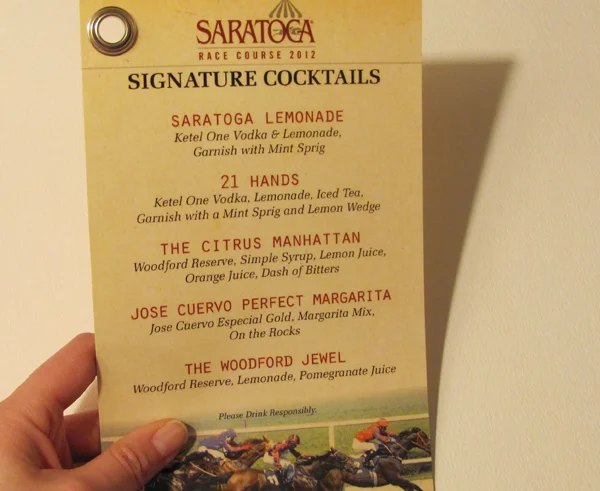 SARATOGA
RACE COURSE 2012
SIGNATURE COCKTAILS
SARATOGA LEMONADE
Ketel One Vodka & Lemonade,
Garnish with Mint Sprig
21 HANDS
Ketel One Vodka, Lemonade, Iced Tea,
Garnish with a Mint Sprig and Lemon Wedge
THE CITRUS MANHATTAN
Woodford Reserve, Simple Syrup, Lemon Juice,
Orange Juice, Dash of Bitters
JOSE CUERVO PERFECT MARGARITA
Jose Cuervo Especial Gold, Margarita Mix,
On the Rocks
THE WOODFORD JEWEL
Woodford Reserve, Lemonade, Pomegranate Juice
Please Drink Responsibly.